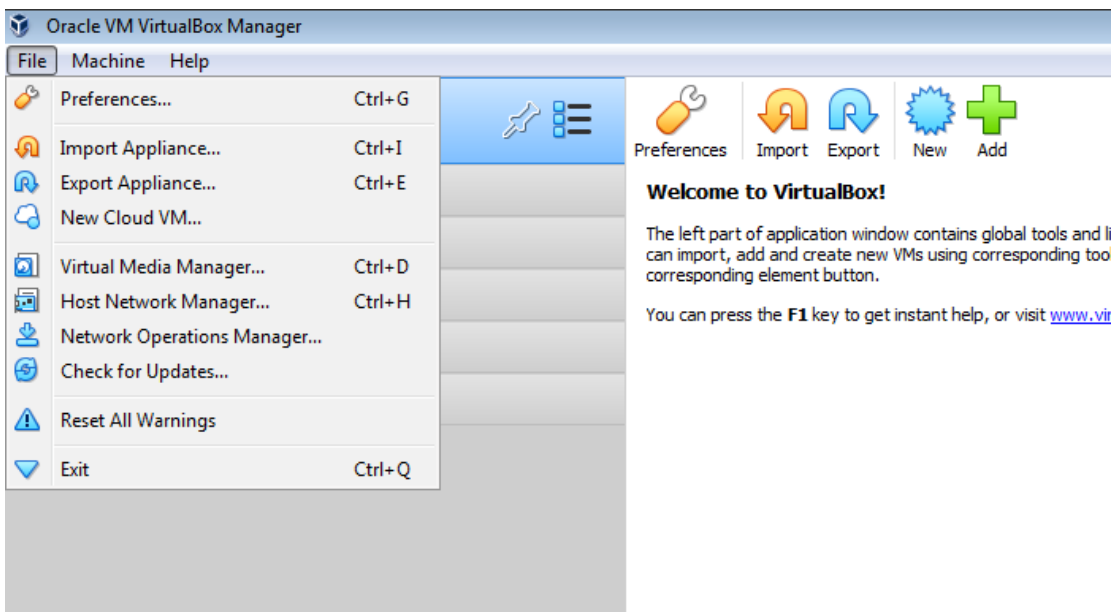 Oracle VM VirtualBox Manager
File Machine Help
Preferences... Ctrl+G
Import Appliance... Ctrl+I
Export Appliance... Ctrl+E
New Cloud VM...
Virtual Media Manager... Ctrl+D
Host Network Manager... Ctrl+H
Network Operations Manager...
Check for Updates...
Reset All Warnings
Exit Ctrl+Q
Preferences Import Export New Add
Welcome to VirtualBox!
The left part of application window contains global tools and
can import, add and create new VMs using corresponding
corresponding element button.
You can press the F1 key to get instant help, or visit